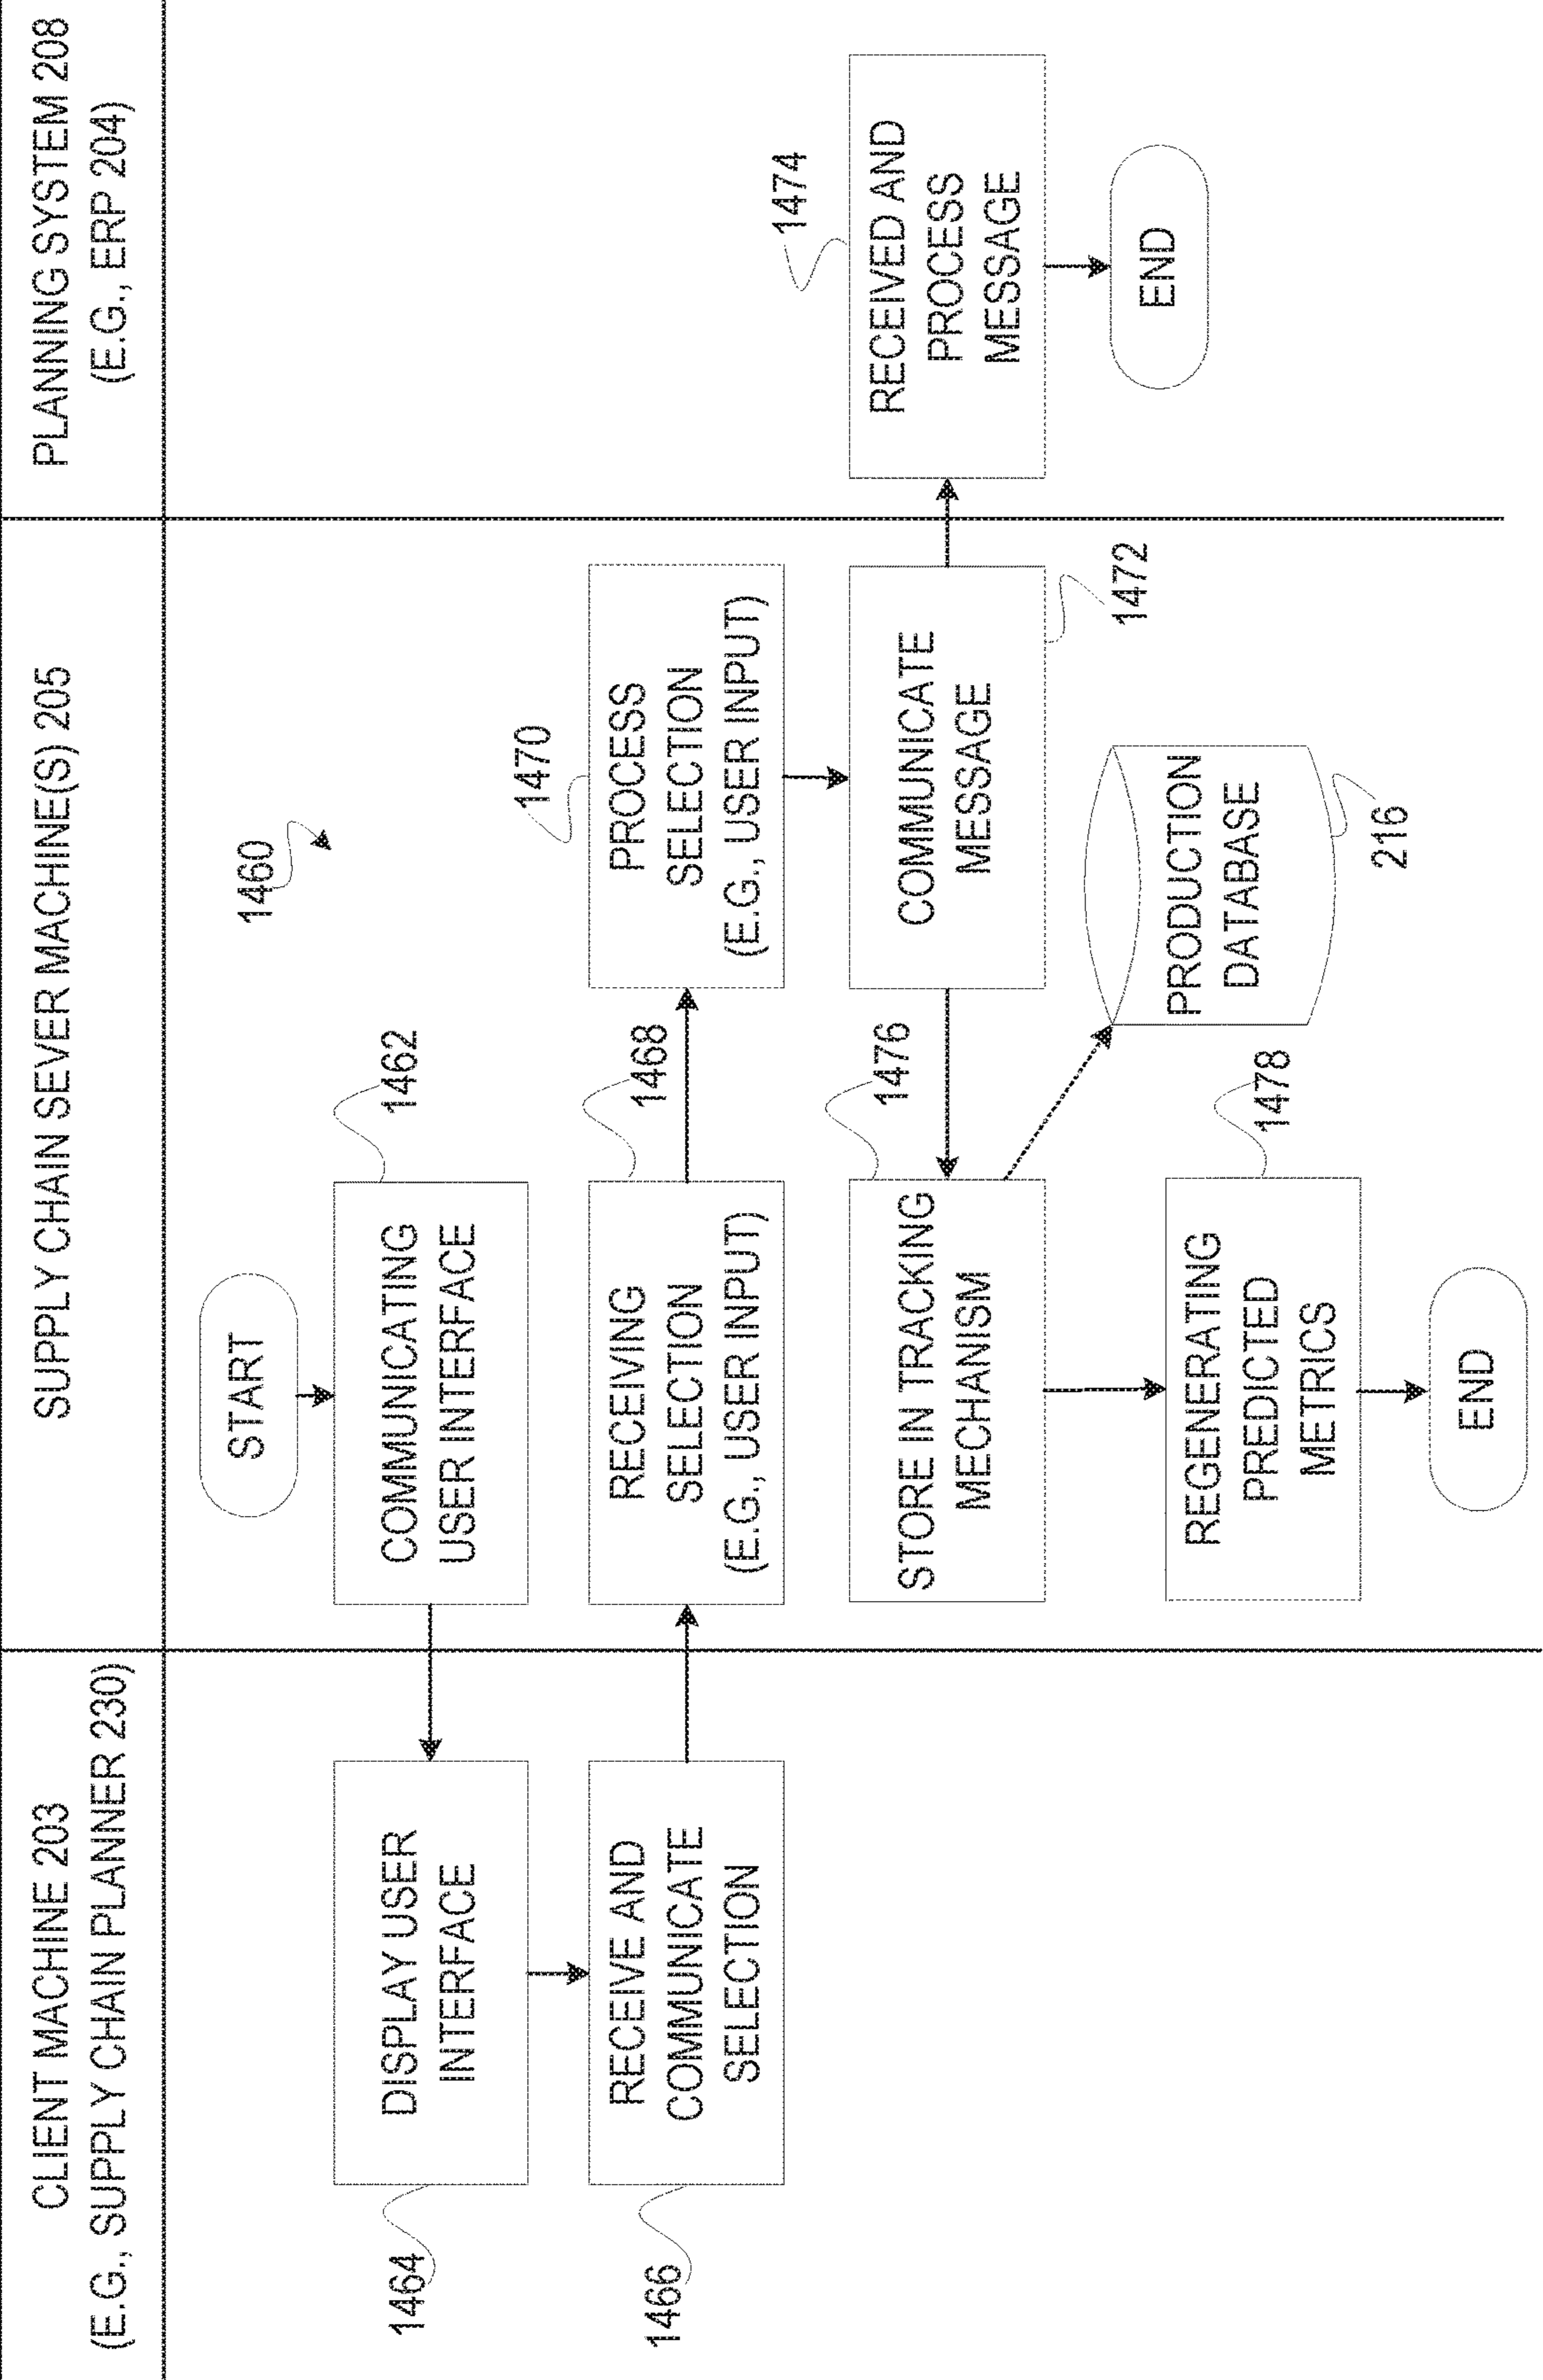 CLIENT MACHINE 203
(E.G., SUPPLY CHAIN PLANNER 230)
SUPPLY CHAIN SEVER MACHINE(S) 205
PLANNING SYSTEM 208
(E.G., ERP 204)
1460
START
1462
COMMUNICATING
USER INTERFACE
1464
DISPLAY USER
INTERFACE
1466
RECEIVE AND
COMMUNICATE
SELECTION
1468
RECEIVING
SELECTION
(E.G., USER INPUT)
1470
PROCESS
SELECTION
(E.G., USER INPUT)
COMMUNICATE
MESSAGE
1472
1474
RECEIVED AND
PROCESS
MESSAGE
END
1476
STORE IN TRACKING
MECHANISM
PRODUCTION
DATABASE
216
1478
REGENERATING
PREDICTED
METRICS
END